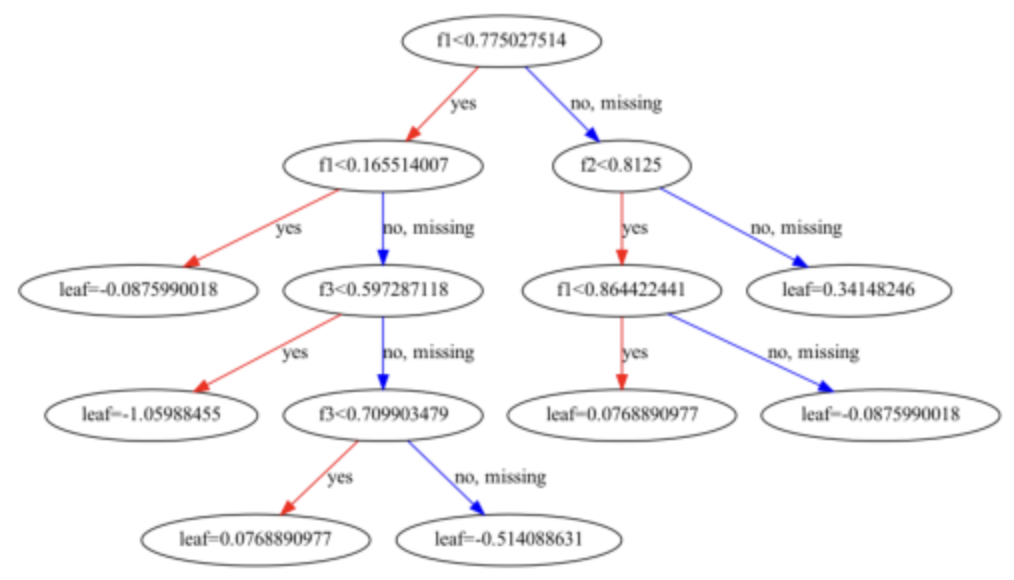 f1<0.775027514
yes
no, missing
f1<0.165514007
f2<0.8125
yes
no, missing
yes
no, missing
leaf=-0.0875990018
f3<0.597287118
f1<0.864422441
leaf=0.34148246
yes
no, missing
yes
no, missing
leaf=-1.05988455
f3<0.709903479
leaf=0.0768890977
leaf=-0.0875990018
yes
no, missing
leaf=0.0768890977
leaf=-0.514088631